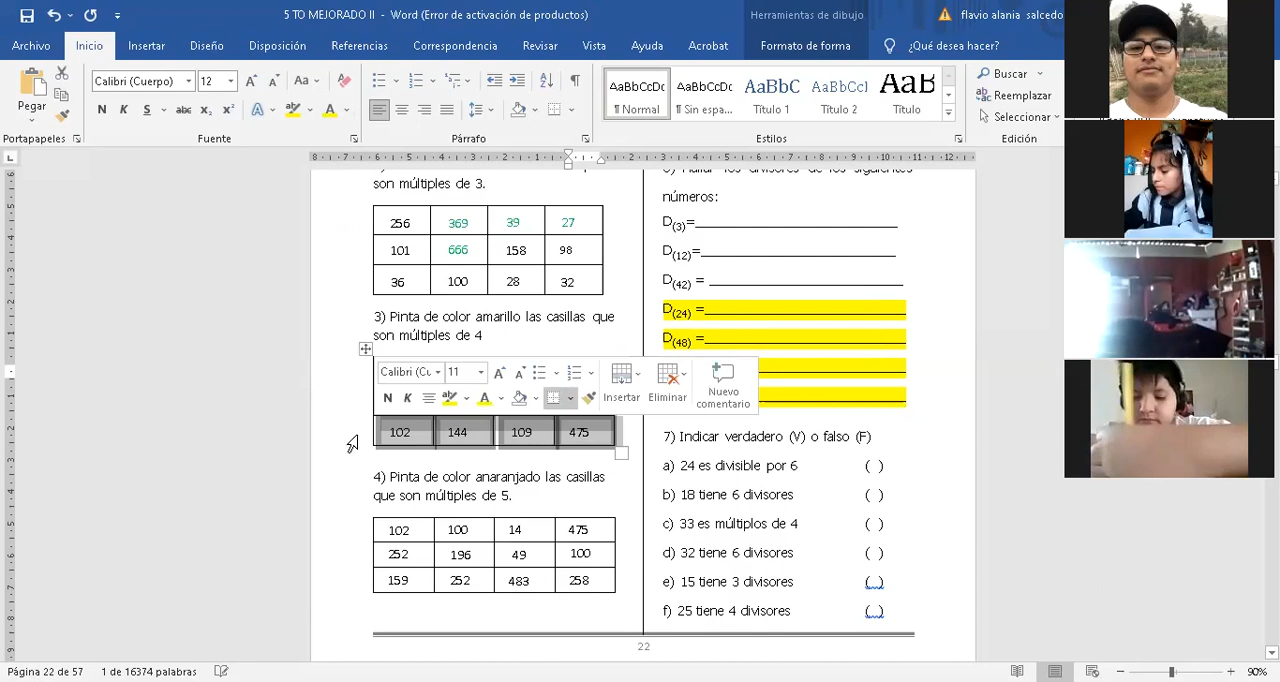 5 TO MEJORADO II - Word (Error de activación de productos)
Herramientas de dibujo
flavio alania salcedo
Archivo Inicio Insertar Diseño Disposición Referencias Correspondencia Revisar Vista Ayuda Acrobat Formato de forma ¿Qué desea hacer?
Pegar
Calibri (Cuerpo) 12
AaBbCcDc AaBbCcDc AaBbC AaBbCcI AaB
¶ Normal ¶ Sin espa... Título 1 Título 2 Título
Buscar
Reemplazar
Seleccionar
Portapapeles Fuente Párrafo Estilos Edición
son múltiples de 3.
256 369 39 27
101 666 158 98
36 100 28 32
3) Pinta de color amarillo las casillas que
son múltiples de 4
Calibri (Cu 11
N K
Insertar Eliminar Nuevo comentario
102 144 109 475
4) Pinta de color anaranjado las casillas
que son múltiples de 5.
102 100 14 475
252 196 49 100
159 252 483 258
6) Hallar los divisores de los siguientes
números:
D(3)=
D(12)=
D(42) =
D(24) =
D(48) =
7) Indicar verdadero (V) o falso (F)
a) 24 es divisible por 6 ( )
b) 18 tiene 6 divisores ( )
c) 33 es múltiplos de 4 ( )
d) 32 tiene 6 divisores ( )
e) 15 tiene 3 divisores ( )
f) 25 tiene 4 divisores ( )
22
Página 22 de 57 1 de 16374 palabras 90%